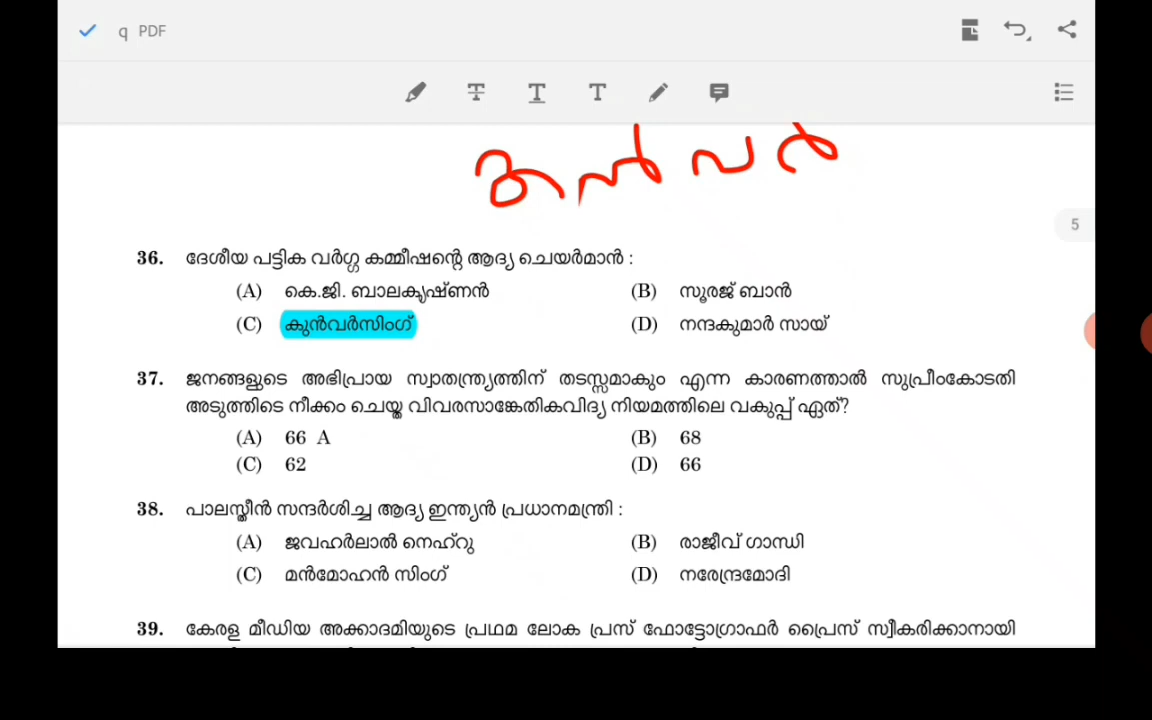 q PDF
കുൻവർ
5
36. ദേശീയ പട്ടിക വർഗ്ഗ കമ്മീഷന്റെ ആദ്യ ചെയർമാൻ :
(A) കെ.ജി. ബാലകൃഷ്ണൻ (B) സൂരജ് ബാൻ
(C) കുൻവർസിംഗ് (D) നന്ദകുമാർ സായ്
37. ജനങ്ങളുടെ അഭിപ്രായ സ്വാതന്ത്ര്യത്തിന് തടസ്സമാകും എന്ന കാരണത്താൽ സുപ്രീംകോടതി
അടുത്തിടെ നീക്കം ചെയ്ത വിവരസാങ്കേതികവിദ്യ നിയമത്തിലെ വകുപ്പ് ഏത്?
(A) 66 A (B) 68
(C) 62 (D) 66
38. പാലസ്തീൻ സന്ദർശിച്ച ആദ്യ ഇന്ത്യൻ പ്രധാനമന്ത്രി :
(A) ജവഹർലാൽ നെഹ്റു (B) രാജീവ് ഗാന്ധി
(C) മൻമോഹൻ സിംഗ് (D) നരേന്ദ്രമോദി
39. കേരള മീഡിയ അക്കാദമിയുടെ പ്രഥമ ലോക പ്രസ് ഫോട്ടോഗ്രാഫർ പ്രൈസ് സ്വീകരിക്കാനായി